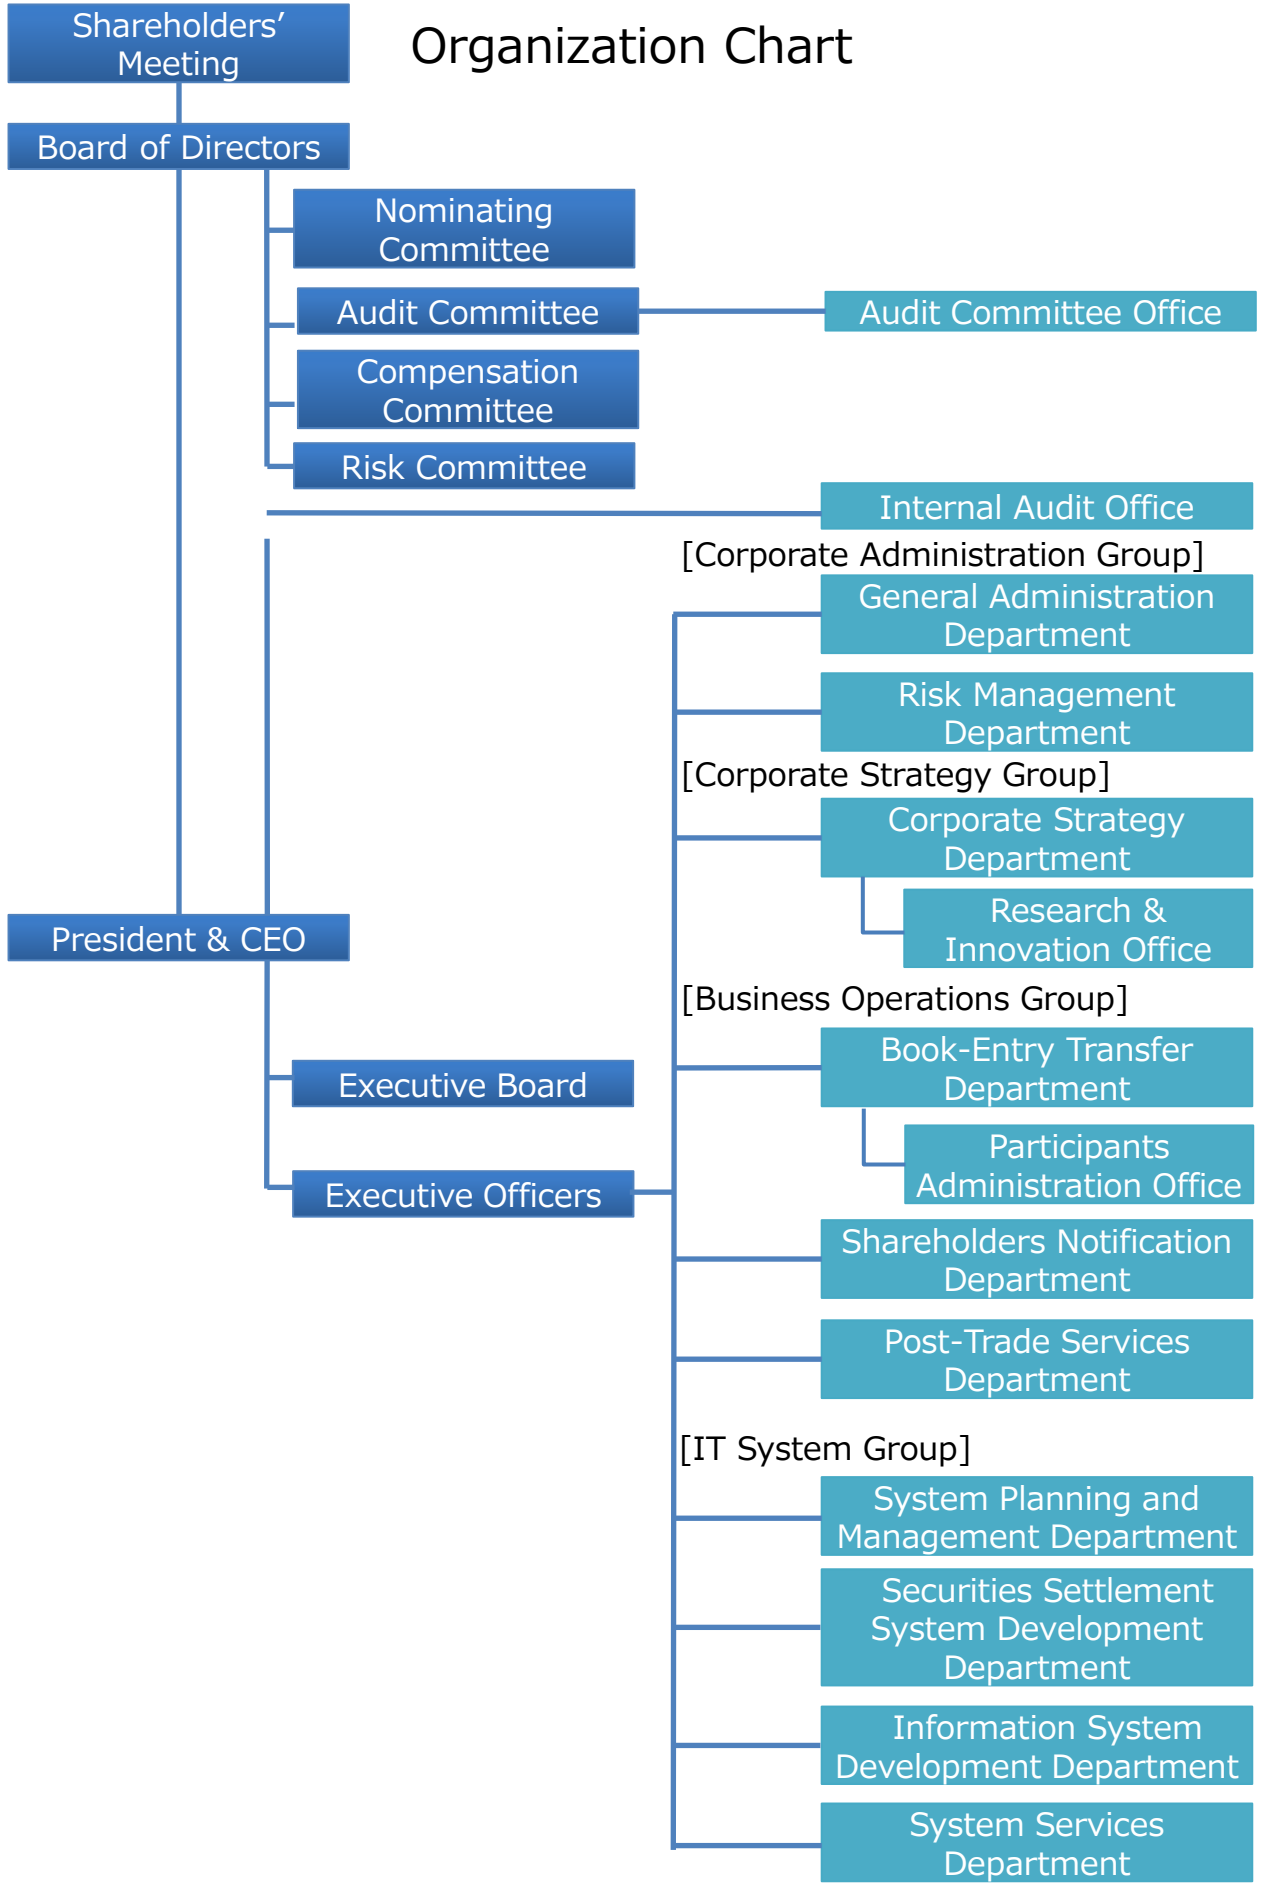 Shareholders’
Meeting
Organization Chart
Board of Directors
Nominating
Committee
Audit Committee
Audit Committee Office
Compensation
Committee
Risk Committee
Internal Audit Office
[Corporate Administration Group]
General Administration
Department
Risk Management
Department
[Corporate Strategy Group]
Corporate Strategy
Department
Research &
Innovation Office
President & CEO
[Business Operations Group]
Book-Entry Transfer
Department
Executive Board
Participants
Administration Office
Executive Officers
Shareholders Notification
Department
Post-Trade Services
Department
[IT System Group]
System Planning and
Management Department
Securities Settlement
System Development
Department
Information System
Development Department
System Services
Department